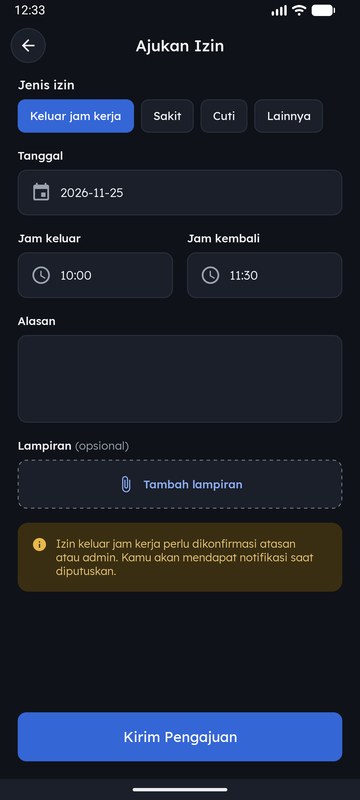 12:33
Ajukan Izin
Jenis izin
Keluar jam kerja Sakit Cuti Lainnya
Tanggal
2026-11-25
Jam keluar Jam kembali
10:00 11:30
Alasan
Lampiran (opsional)
Tambah lampiran
Izin keluar jam kerja perlu dikonfirmasi atasan
atau admin. Kamu akan mendapat notifikasi saat
diputuskan.
Kirim Pengajuan